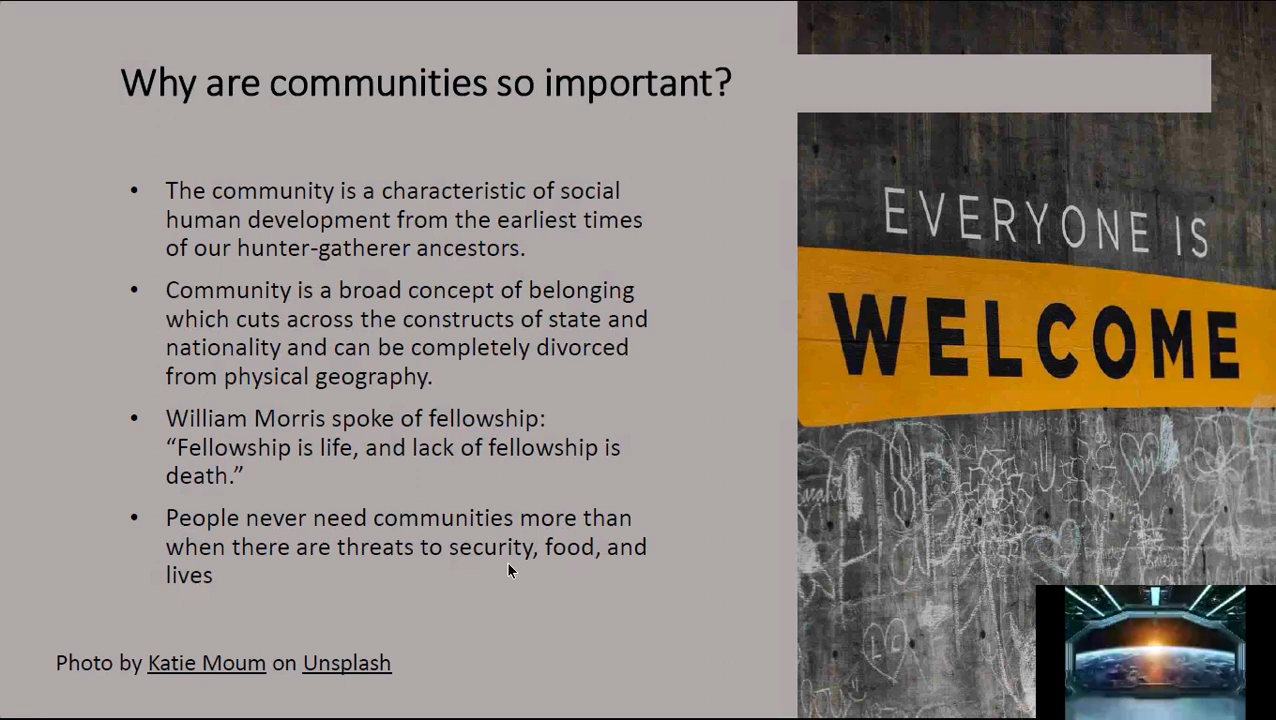 Why are communities so important?
• The community is a characteristic of social
human development from the earliest times
of our hunter-gatherer ancestors.
• Community is a broad concept of belonging
which cuts across the constructs of state and
nationality and can be completely divorced
from physical geography.
• William Morris spoke of fellowship:
“Fellowship is life, and lack of fellowship is
death.”
• People never need communities more than
when there are threats to security, food, and
lives
Photo by Katie Moum on Unsplash
EVERYONE IS
WELCOME